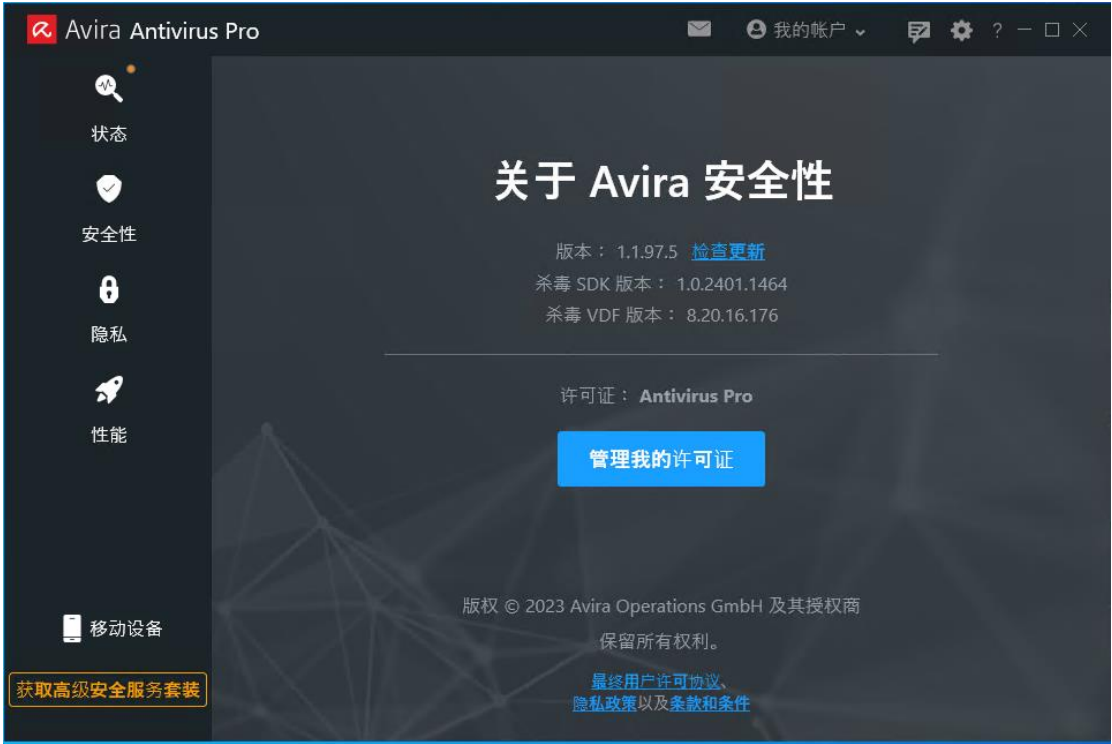 Avira Antivirus Pro
我的帐户
?
状态
安全性
隐私
性能
移动设备
获取高级安全服务套装
关于 Avira 安全性
版本： 1.1.97.5 检查更新
杀毒 SDK 版本： 1.0.2401.1464
杀毒 VDF 版本： 8.20.16.176
许可证： Antivirus Pro
管理我的许可证
版权 © 2023 Avira Operations GmbH 及其授权商
保留所有权利。
最终用户许可协议、
隐私政策以及条款和条件